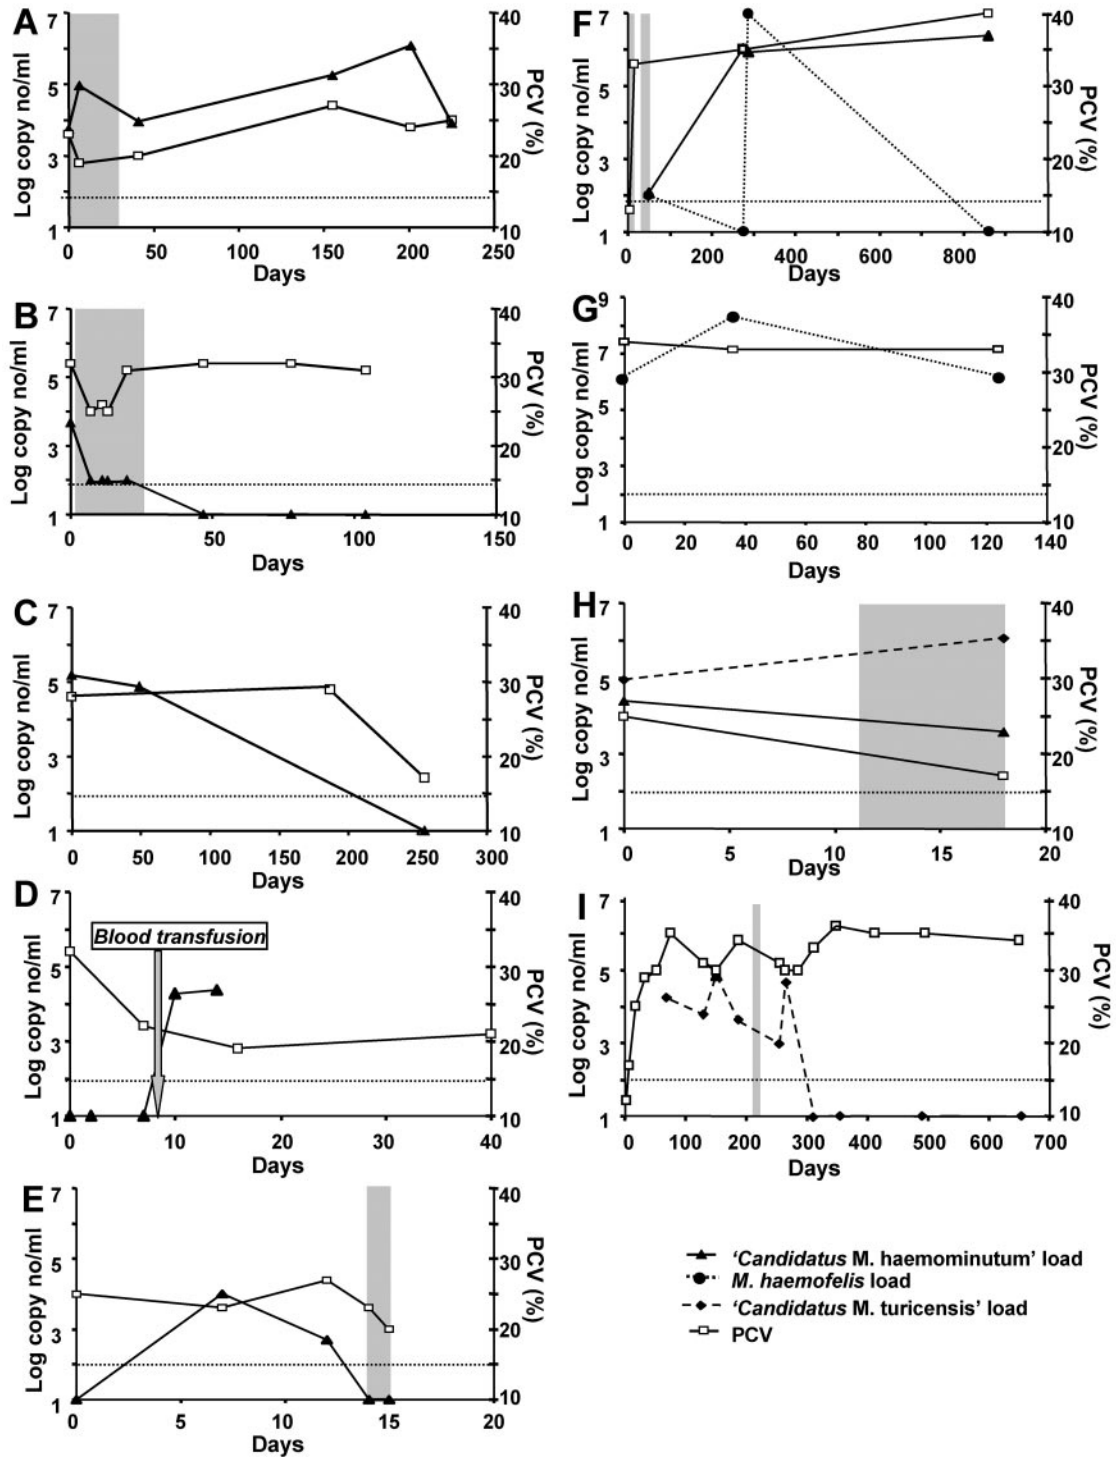 A
7
5
3
1
Log copy no/ml
40
30
20
10
PCV (%)
0 50 100 150 200 250
Days
B
7
5
3
1
Log copy no/ml
40
30
20
10
PCV (%)
0 50 100 150
Days
C
7
5
3
1
Log copy no/ml
40
30
20
10
PCV (%)
0 50 100 150 200 250 300
Days
D
7
5
3
1
Log copy no/ml
Blood transfusion
40
30
20
10
PCV (%)
0 10 20 30 40
Days
E
7
5
3
1
Log copy no/ml
40
30
20
10
PCV (%)
0 5 10 15 20
Days
F
7
5
3
1
Log copy no/ml
40
30
20
10
PCV (%)
0 200 400 600 800
Days
G
9
7
5
3
1
Log copy no/ml
40
30
20
10
PCV (%)
0 20 40 60 80 100 120 140
Days
H
7
5
3
1
Log copy no/ml
40
30
20
10
PCV (%)
0 5 10 15 20
Days
I
7
5
3
1
Log copy no/ml
40
30
20
10
PCV (%)
0 100 200 300 400 500 600 700
Days
‘Candidatus M. haemominutum’ load
M. haemofelis load
‘Candidatus M. turicensis’ load
PCV